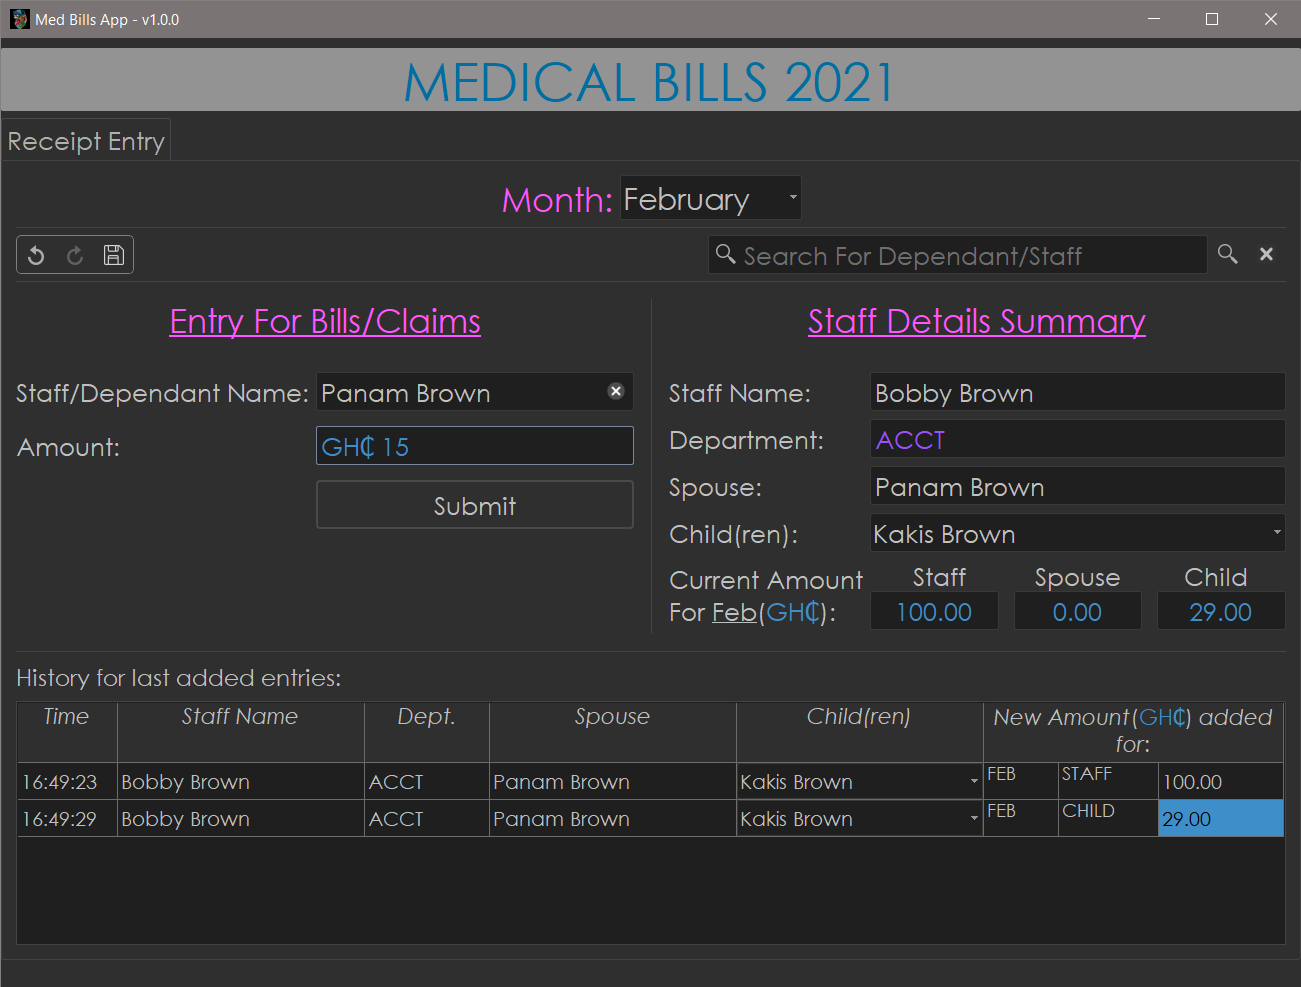 Med Bills App - v1.0.0
MEDICAL BILLS 2021
Receipt Entry
Month: February
Search For Dependant/Staff
Entry For Bills/Claims
Staff/Dependant Name: Panam Brown
Amount: GH₵ 15
Submit
Staff Details Summary
Staff Name: Bobby Brown
Department: ACCT
Spouse: Panam Brown
Child(ren): Kakis Brown
Staff Spouse Child
Current Amount
For Feb(GH₵): 100.00 0.00 29.00
History for last added entries:
Time Staff Name Dept. Spouse Child(ren) New Amount(GH₵) added
for:
16:49:23 Bobby Brown ACCT Panam Brown Kakis Brown FEB STAFF 100.00
16:49:29 Bobby Brown ACCT Panam Brown Kakis Brown FEB CHILD 29.00